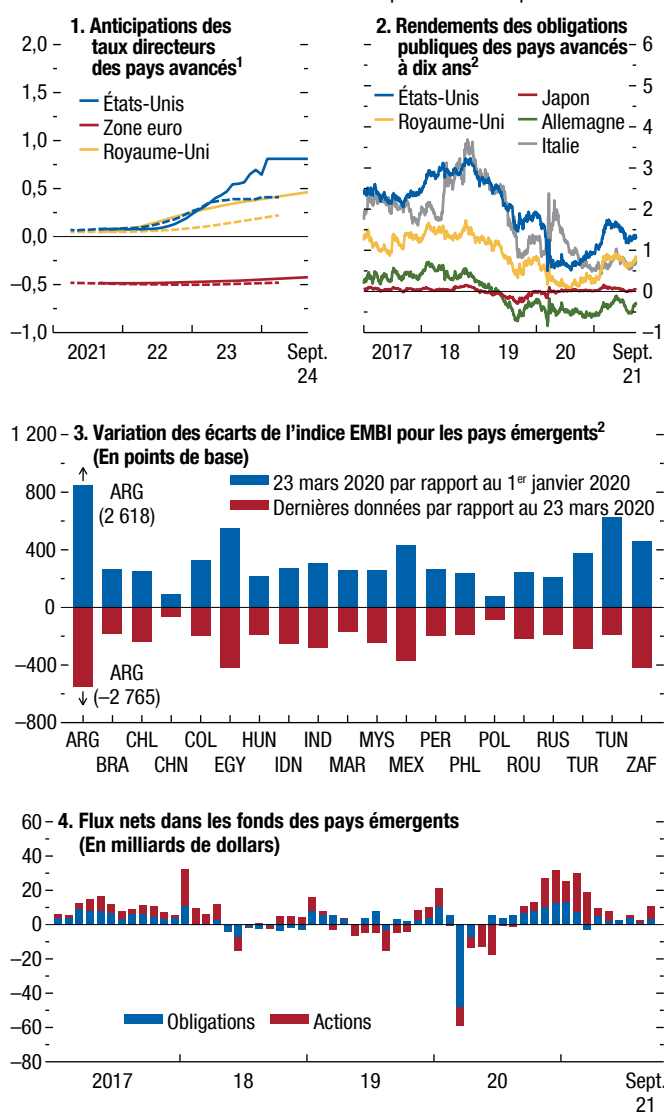 1. Anticipations des
taux directeurs
des pays avancés¹
2,0
1,5
1,0
0,5
0,0
–0,5
–1,0
États-Unis
Zone euro
Royaume-Uni
2021 22 23 Sept.
24
2. Rendements des obligations
publiques des pays avancés
à dix ans²
6
5
4
3
2
1
0
–1
États-Unis
Royaume-Uni
Japon
Allemagne
Italie
2017 18 19 20 Sept.
21
3. Variation des écarts de l’indice EMBI pour les pays émergents²
(En points de base)
1 200
800
400
0
–400
–800
23 mars 2020 par rapport au 1er janvier 2020
Dernières données par rapport au 23 mars 2020
ARG
(2 618)
ARG
(–2 765)
ARG CHL COL HUN IND MYS PER POL RUS TUN
BRA CHN EGY IDN MAR MEX PHL ROU TUR ZAF
4. Flux nets dans les fonds des pays émergents
(En milliards de dollars)
60
40
20
0
–20
–40
–60
–80
Obligations
Actions
2017 18 19 20 Sept.
21